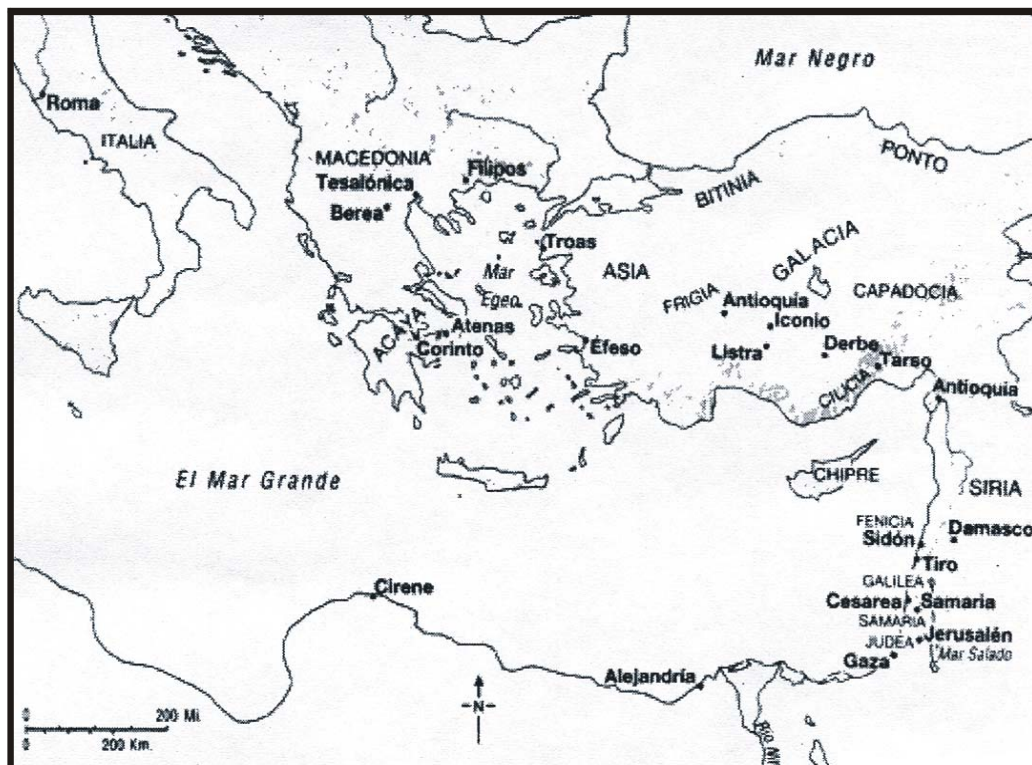 Mar Negro
Roma
ITALIA
MACEDONIA
Filipos
Tesalónica
Berea
PONTO
BITINIA
Troas
Mar
Egeo
ASIA
GALACIA
FRIGIA
Antioquía
CAPADOCIA
Iconio
ACAYA
Atenas
Corinto
Éfeso
Listra
Derbe
Tarso
CILICIA
Antioquía
El Mar Grande
CHIPRE
SIRIA
FENICIA
Sidón
Damasco
Tiro
GALILEA
Cesarea
Samaria
SAMARIA
JUDEA
Jerusalén
Mar Salado
Gaza
Cirene
Alejandría
N
0 200 Mi.
0 200 Km.
Río